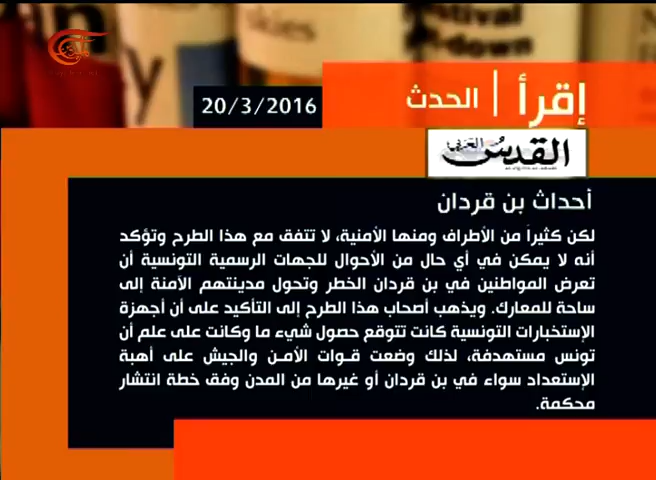 stival
skies
l-down
إقرأ | الحدث
20/3/2016
القدس العربي
أحداث بن قردان
لكن كثيراً من الأطراف ومنها الأمنية، لا تتفق مع هذا الطرح وتؤكد
أنه لا يمكن في أي حال من الأحوال للجهات الرسمية التونسية أن
تعرض المواطنين في بن قردان الخطر وتحول مدينتهم الآمنة إلى
ساحة للمعارك. ويذهب أصحاب هذا الطرح إلى التأكيد على أن أجهزة
الإستخبارات التونسية كانت تتوقع حصول شيء ما وكانت على علم أن
تونس مستهدفة، لذلك وضعت قوات الأمن والجيش على أهبة
الإستعداد سواء في بن قردان أو غيرها من المدن وفق خطة انتشار
محكمة.